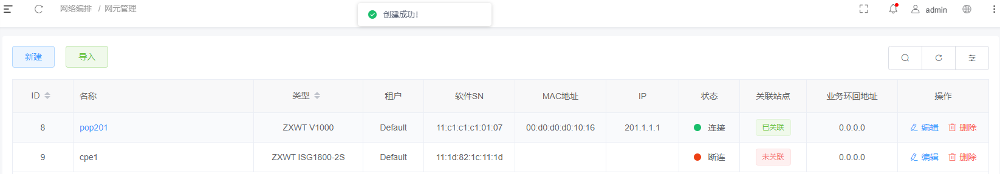 网络编排 / 网元管理
创建成功!
admin
新建
导入
ID 名称 类型 租户 软件SN MAC地址 IP 状态 关联站点 业务环回地址 操作
8 pop201 ZXWT V1000 Default 11:c1:c1:c1:01:07 00:d0:d0:d0:10:16 201.1.1.1 连接 已关联 0.0.0.0 编辑 删除
9 cpe1 ZXWT ISG1800-2S Default 11:1d:82:1c:11:1d 断连 未关联 0.0.0.0 编辑 删除